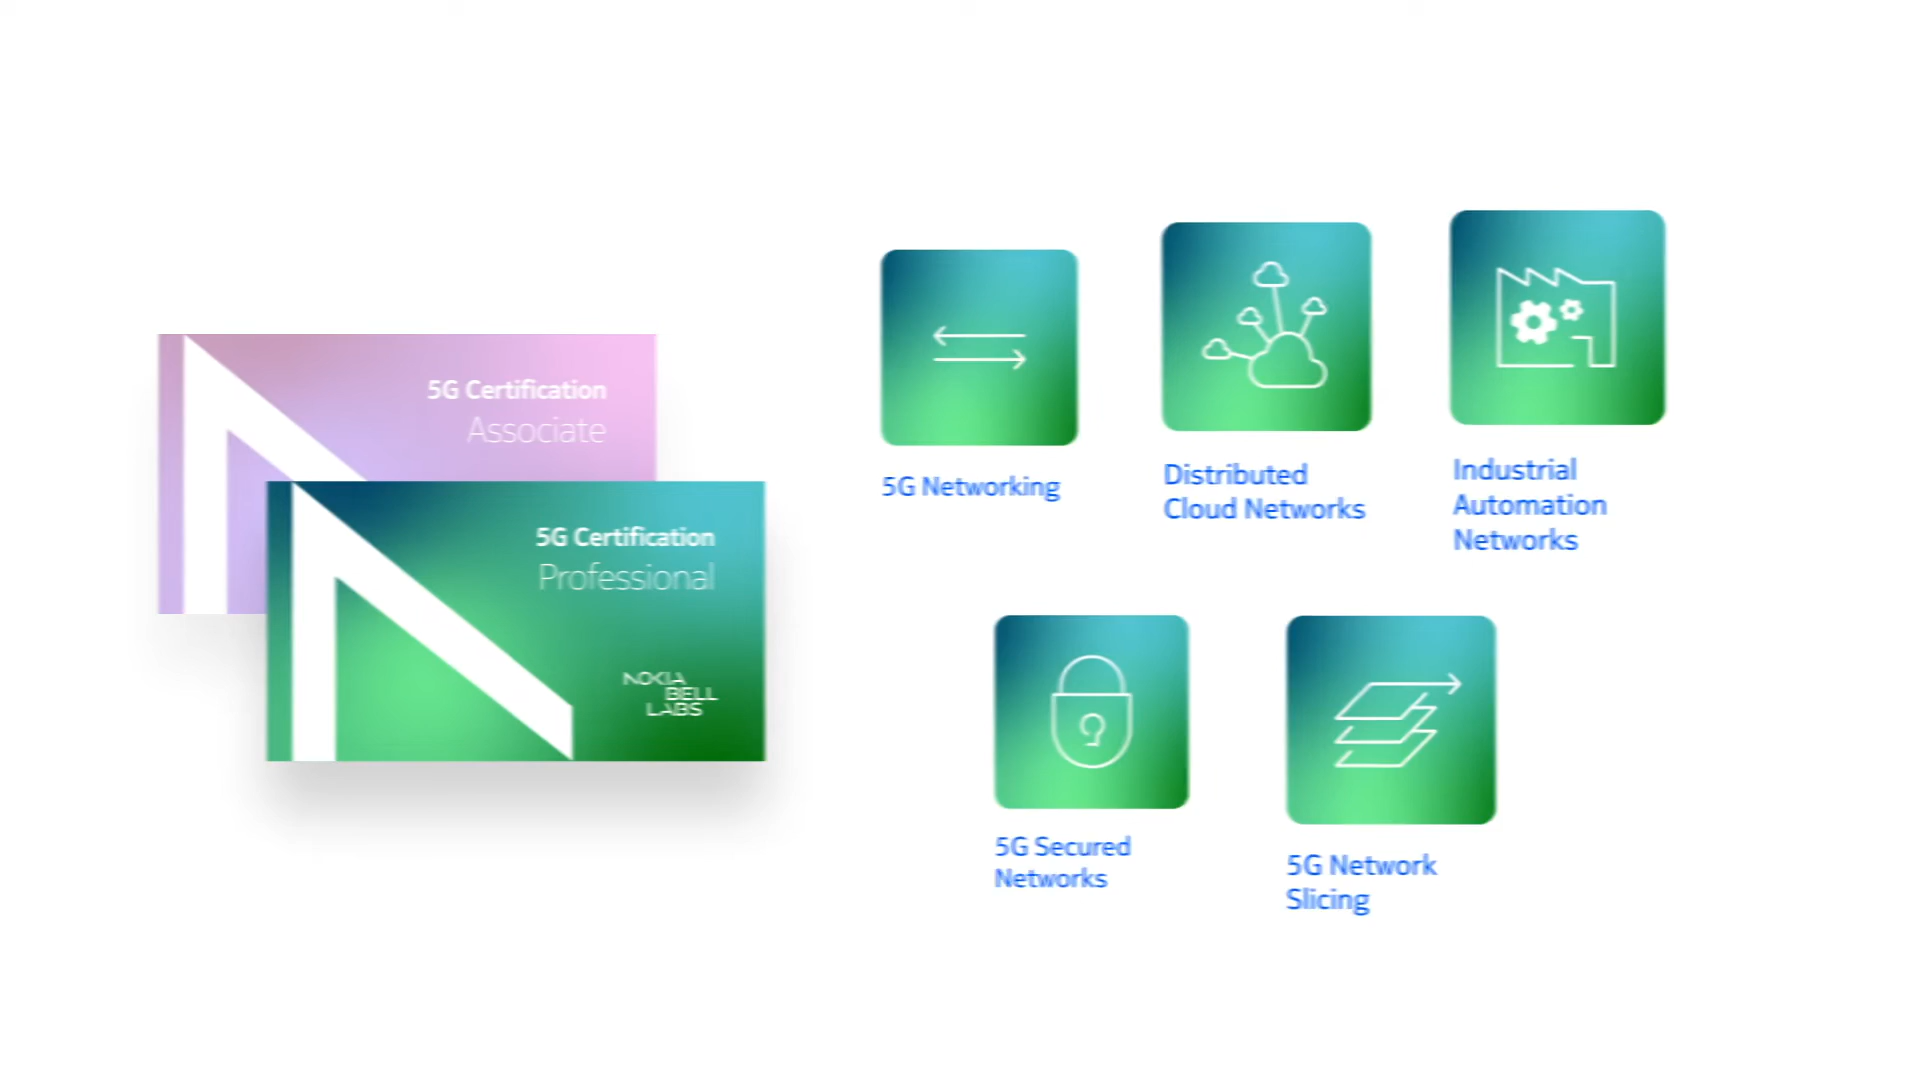 5G Certification
Associate
5G Certification
Professional
NOKIA
BELL
LABS
5G Networking
Distributed
Cloud Networks
Industrial
Automation
Networks
5G Secured
Networks
5G Network
Slicing